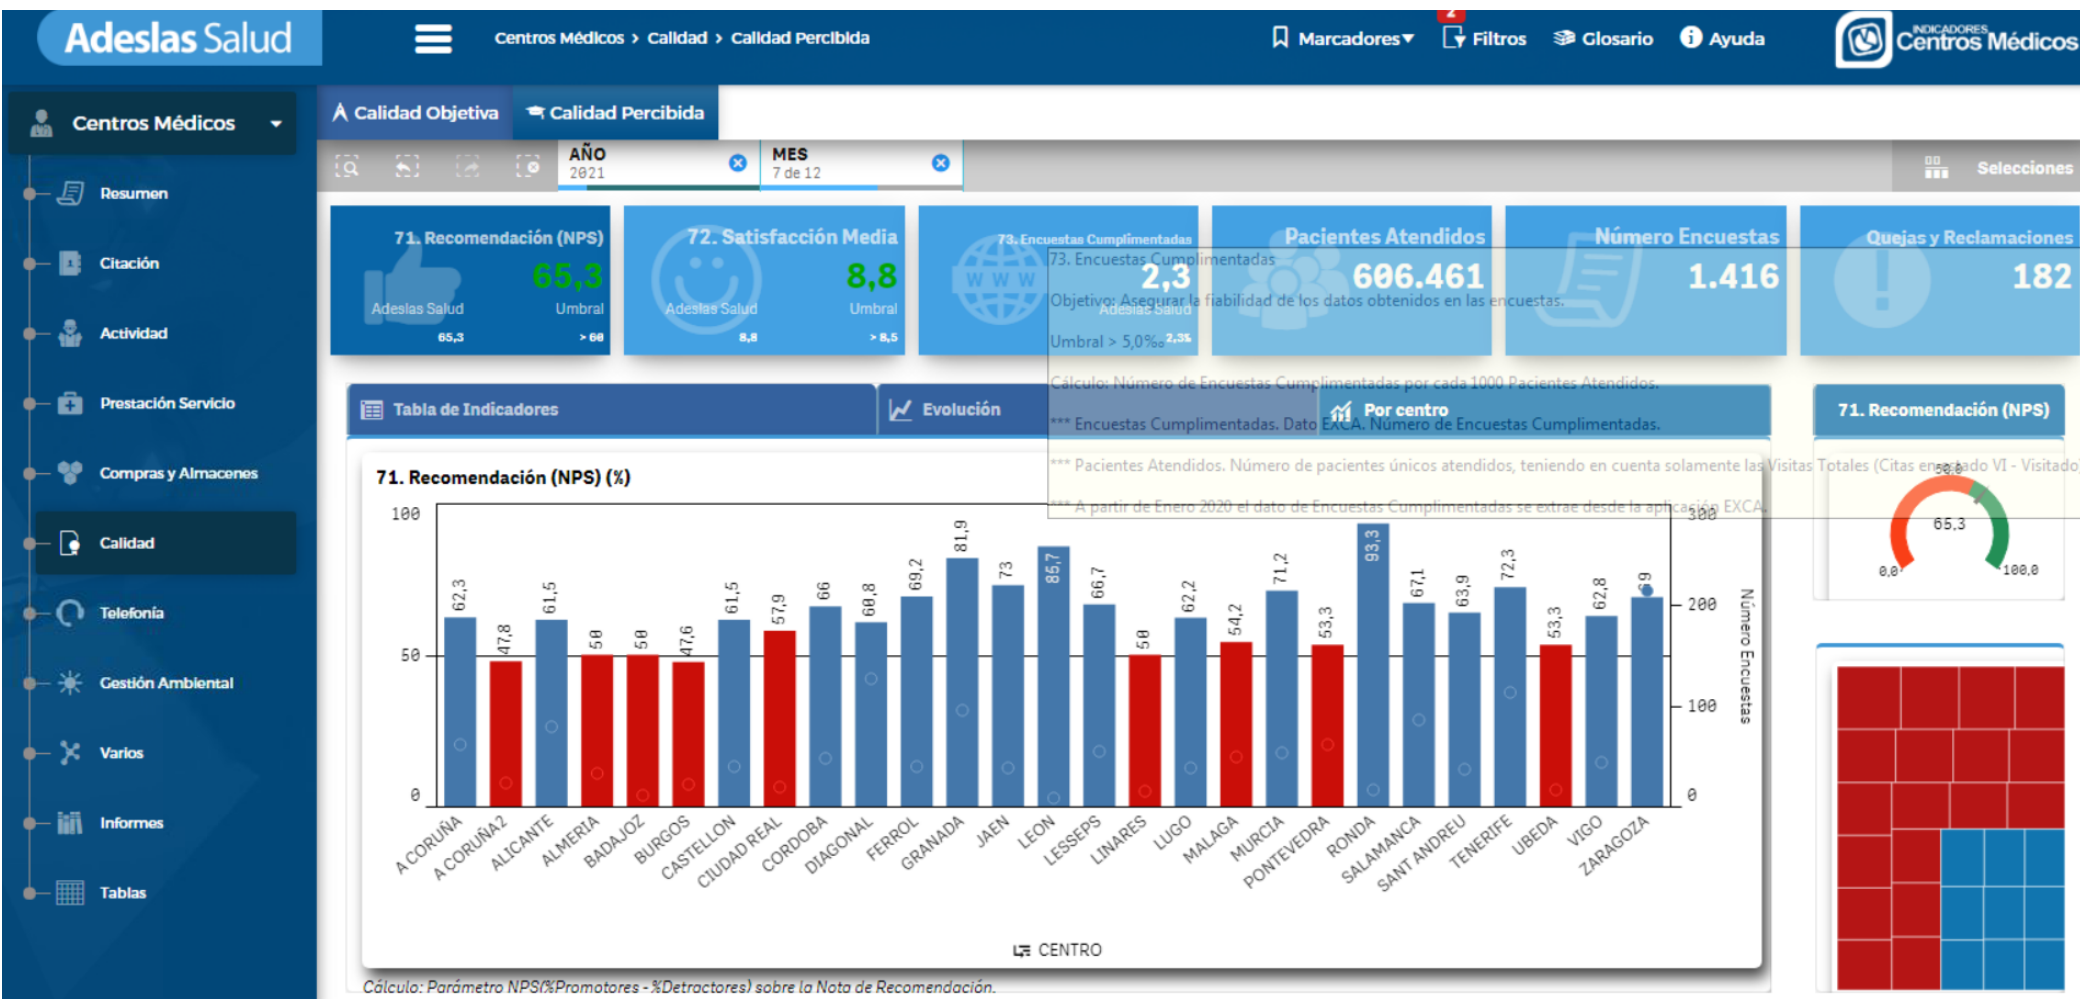 Adeslas Salud
Centros Médicos > Calidad > Calidad Percibida
Marcadores▾
2
Filtros
Glosario
Ayuda
INDICADORES
Centros Médicos
Centros Médicos
Resumen
Citación
Actividad
Prestación Servicio
Compras y Almacenes
Calidad
Telefonía
Gestión Ambiental
Varios
Informes
Tablas
Calidad Objetiva
Calidad Percibida
AÑO
2021
MES
7 de 12
Selecciones
71. Recomendación (NPS)
65,3
Adeslas Salud
Umbral
65,3
> 60
72. Satisfacción Media
8,8
Adeslas Salud
Umbral
8,8
> 8,5
73. Encuestas Cumplimentadas
2,3
Adeslas Salud
2,3%
Pacientes Atendidos
606.461
Número Encuestas
1.416
Quejas y Reclamaciones
182
73. Encuestas Cumplimentadas
Objetivo: Asegurar la fiabilidad de los datos obtenidos en las encuestas.
Umbral > 5,0‰
Cálculo: Número de Encuestas Cumplimentadas por cada 1000 Pacientes Atendidos.
*** Encuestas Cumplimentadas. Dato EXCA. Número de Encuestas Cumplimentadas.
*** Pacientes Atendidos. Número de pacientes únicos atendidos, teniendo en cuenta solamente las Visitas Totales (Citas en estado VI - Visitado)
*** A partir de Enero 2020 el dato de Encuestas Cumplimentadas se extrae desde la aplicación EXCA.
Tabla de Indicadores
Evolución
Por centro
71. Recomendación (NPS) (%)
100
50
0
62,3
47,8
61,5
50
50
47,6
61,5
57,9
66
60,8
69,2
81,9
73
85,7
66,7
50
62,2
54,2
71,2
53,3
93,3
67,1
63,9
72,3
53,3
62,8
69
300
200
100
0
Número Encuestas
A CORUÑA
A CORUÑA2
ALICANTE
ALMERIA
BADAJOZ
BURGOS
CASTELLON
CIUDAD REAL
CORDOBA
DIAGONAL
FERROL
GRANADA
JAEN
LEON
LESSEPS
LINARES
LUGO
MALAGA
MURCIA
PONTEVEDRA
RONDA
SALAMANCA
SANT ANDREU
TENERIFE
UBEDA
VIGO
ZARAGOZA
CENTRO
Cálculo: Parámetro NPS(%Promotores - %Detractores) sobre la Nota de Recomendación.
71. Recomendación (NPS)
50,0
65,3
0,0
100,0